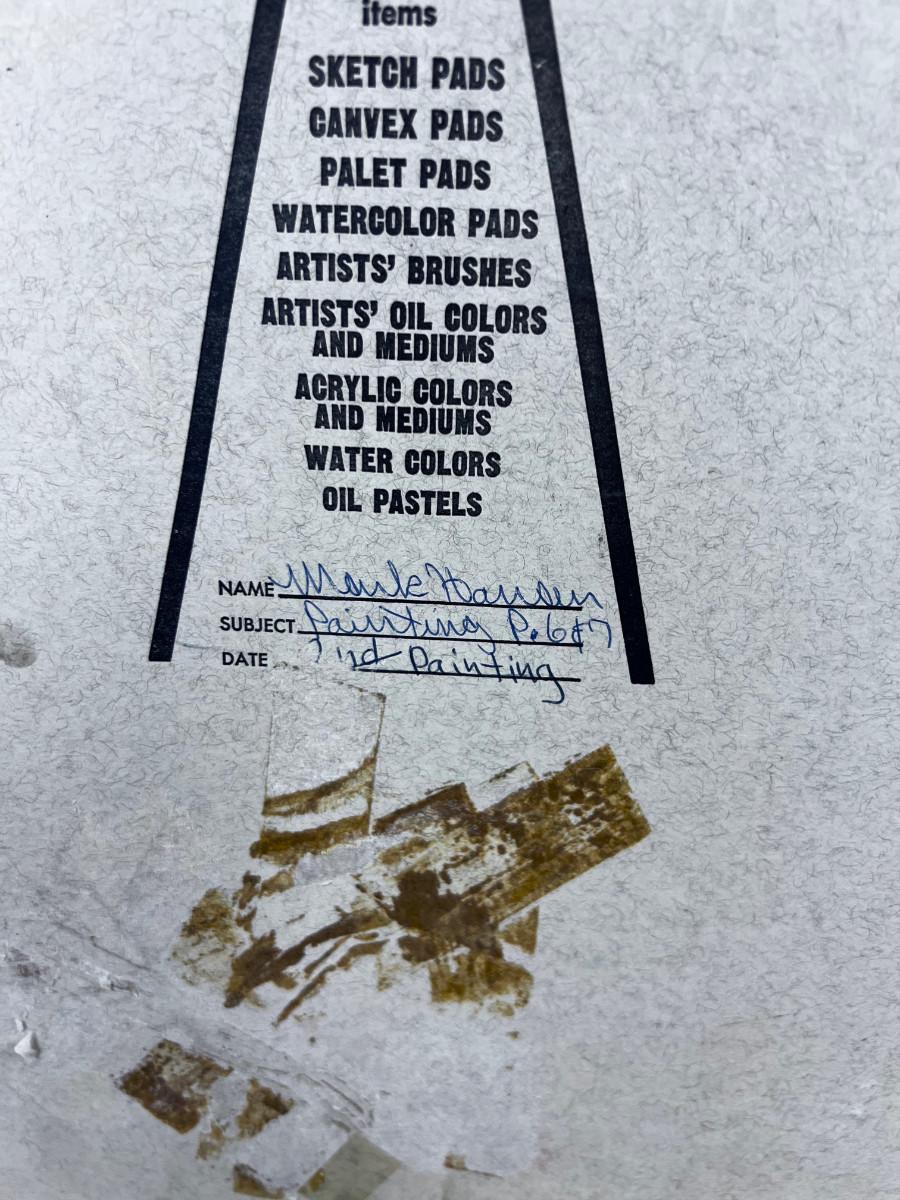 items
SKETCH PADS
CANVEX PADS
PALET PADS
WATERCOLOR PADS
ARTISTS' BRUSHES
ARTISTS' OIL COLORS
AND MEDIUMS
ACRYLIC COLORS
AND MEDIUMS
WATER COLORS
OIL PASTELS
NAME Mark Hansen
SUBJECT Painting P. 6 & 7
DATE 2nd Painting